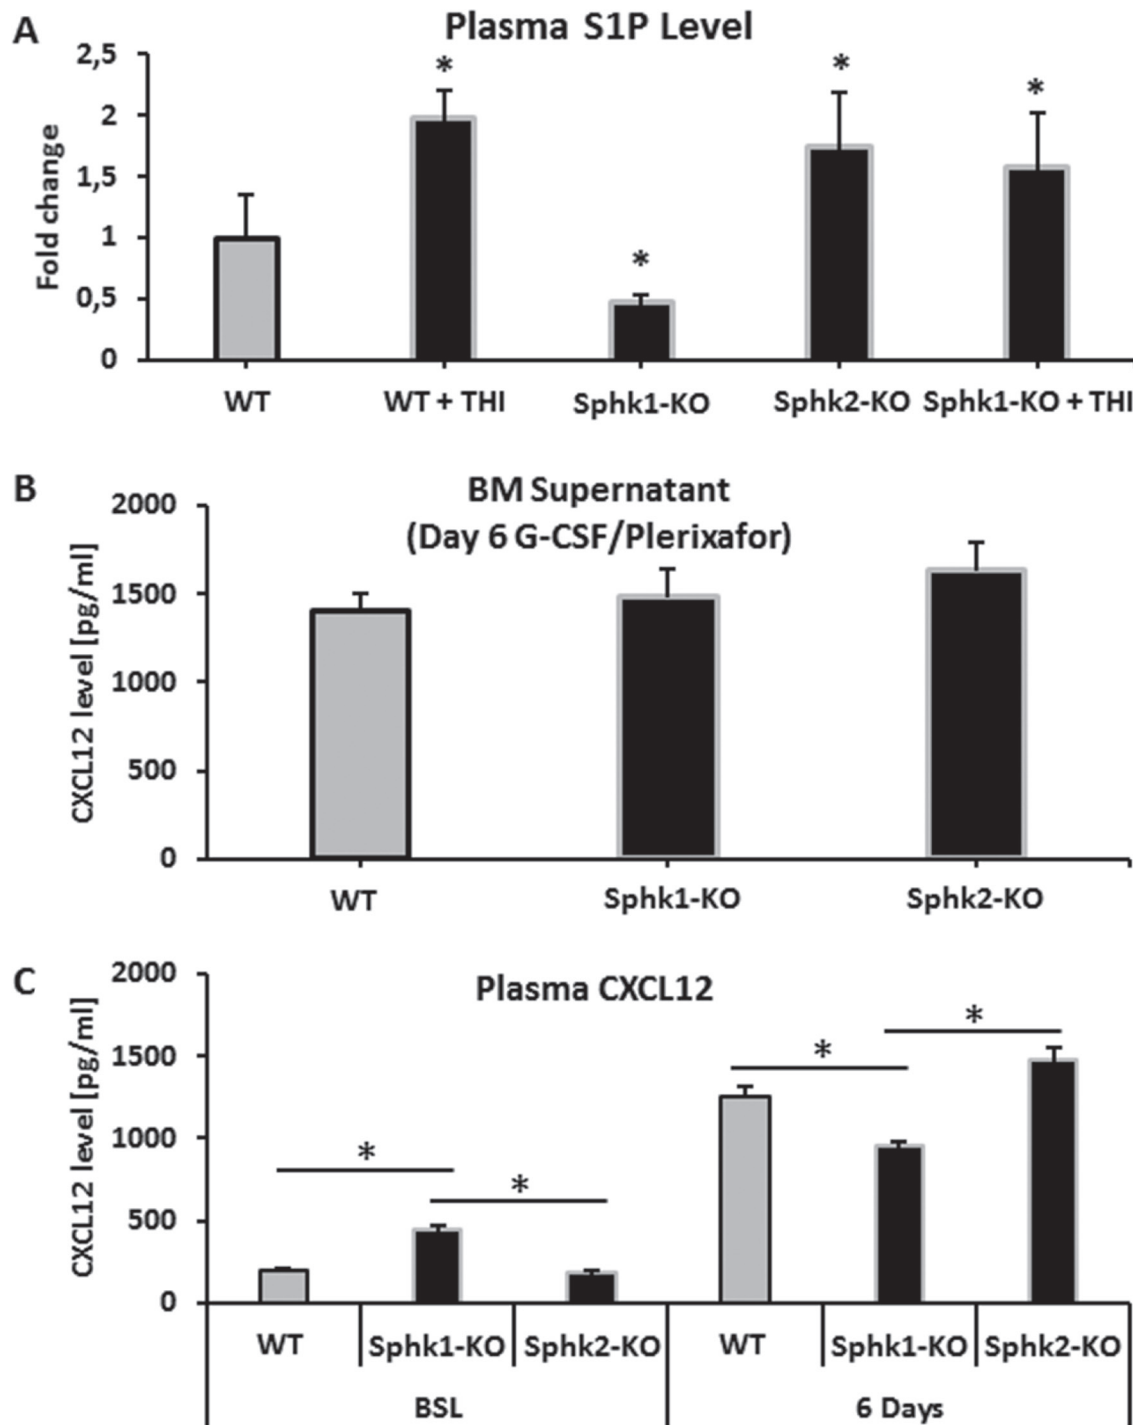 A
Plasma S1P Level
Fold change
2,5
2
1,5
1
0,5
0
*
*
*
*
WT
WT + THI
Sphk1-KO
Sphk2-KO
Sphk1-KO + THI
B
BM Supernatant
(Day 6 G-CSF/Plerixafor)
CXCL12 level [pg/ml]
2000
1500
1000
500
0
WT
Sphk1-KO
Sphk2-KO
C
Plasma CXCL12
CXCL12 level [pg/ml]
2000
1500
1000
500
0
*
*
*
*
WT
Sphk1-KO
Sphk2-KO
WT
Sphk1-KO
Sphk2-KO
BSL
6 Days